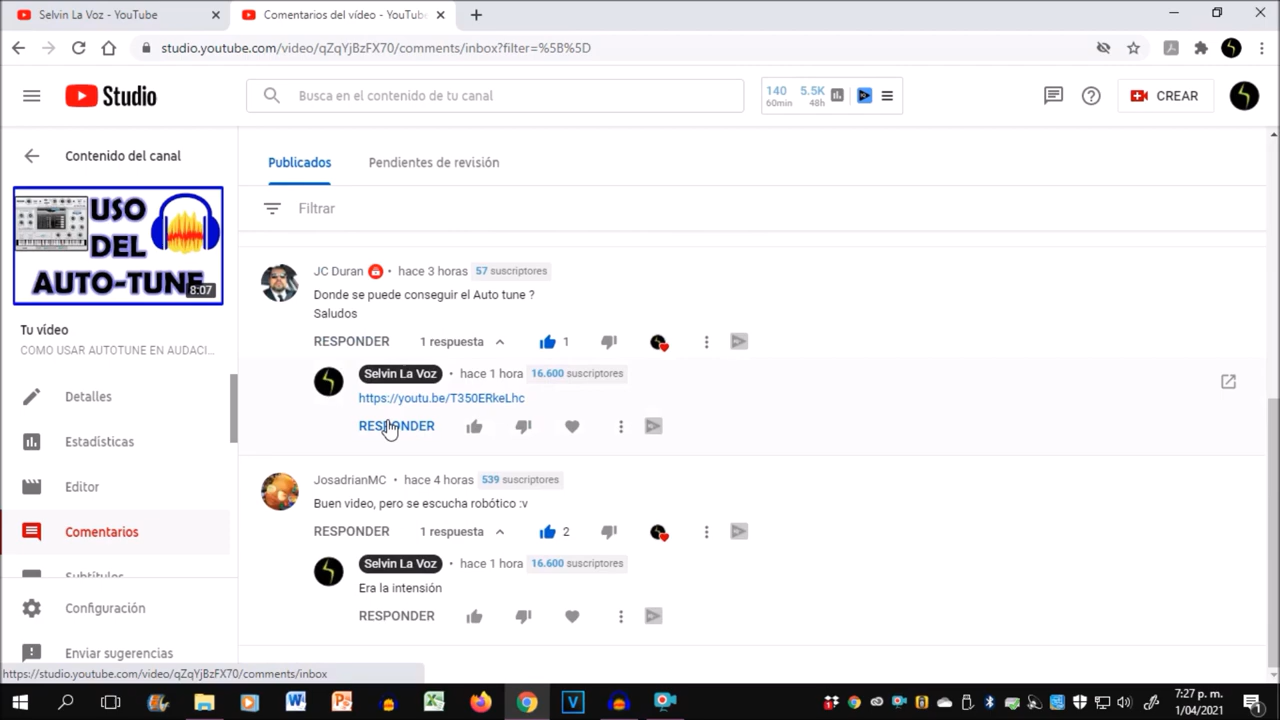 Selvin La Voz - YouTube
Comentarios del vídeo - YouTube
studio.youtube.com/video/qZqYjBzFX70/comments/inbox?filter=%5B%5D
Studio
Busca en el contenido de tu canal
140 5.5K
60min 48h
CREAR
Contenido del canal
Publicados
Pendientes de revisión
USO
DEL
AUTO-TUNE
8:07
Filtrar
JC Duran • hace 3 horas 57 suscriptores
Donde se puede conseguir el Auto tune ?
Saludos
Tu vídeo
COMO USAR AUTOTUNE EN AUDACI...
RESPONDER 1 respuesta 1
Selvin La Voz • hace 1 hora 16.600 suscriptores
https://youtu.be/T350ERkeLhc
RESPONDER
Detalles
Estadísticas
Editor
Comentarios
Subtítulos
Configuración
Enviar sugerencias
JosadrianMC • hace 4 horas 539 suscriptores
Buen video, pero se escucha robótico :v
RESPONDER 1 respuesta 2
Selvin La Voz • hace 1 hora 16.600 suscriptores
Era la intensión
RESPONDER
https://studio.youtube.com/video/qZqYjBzFX70/comments/inbox
7:27 p. m.
1/04/2021